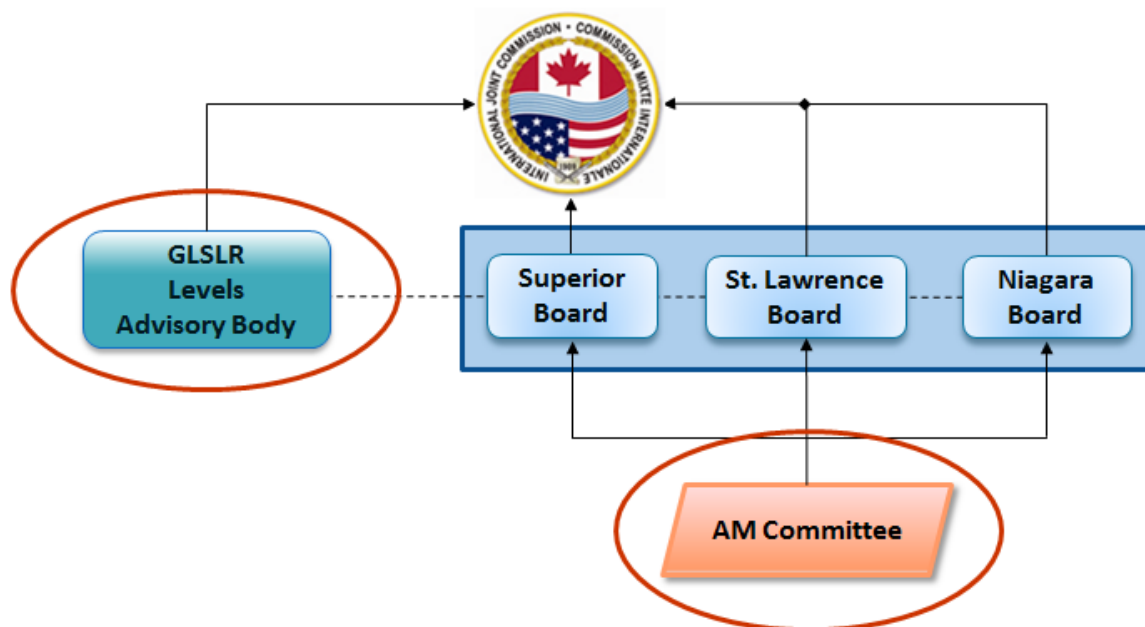 INTERNATIONAL JOINT COMMISSION • COMMISSION MIXTE INTERNATIONALE
1909
GLSLR
Levels
Advisory Body
Superior
Board
St. Lawrence
Board
Niagara
Board
AM Committee